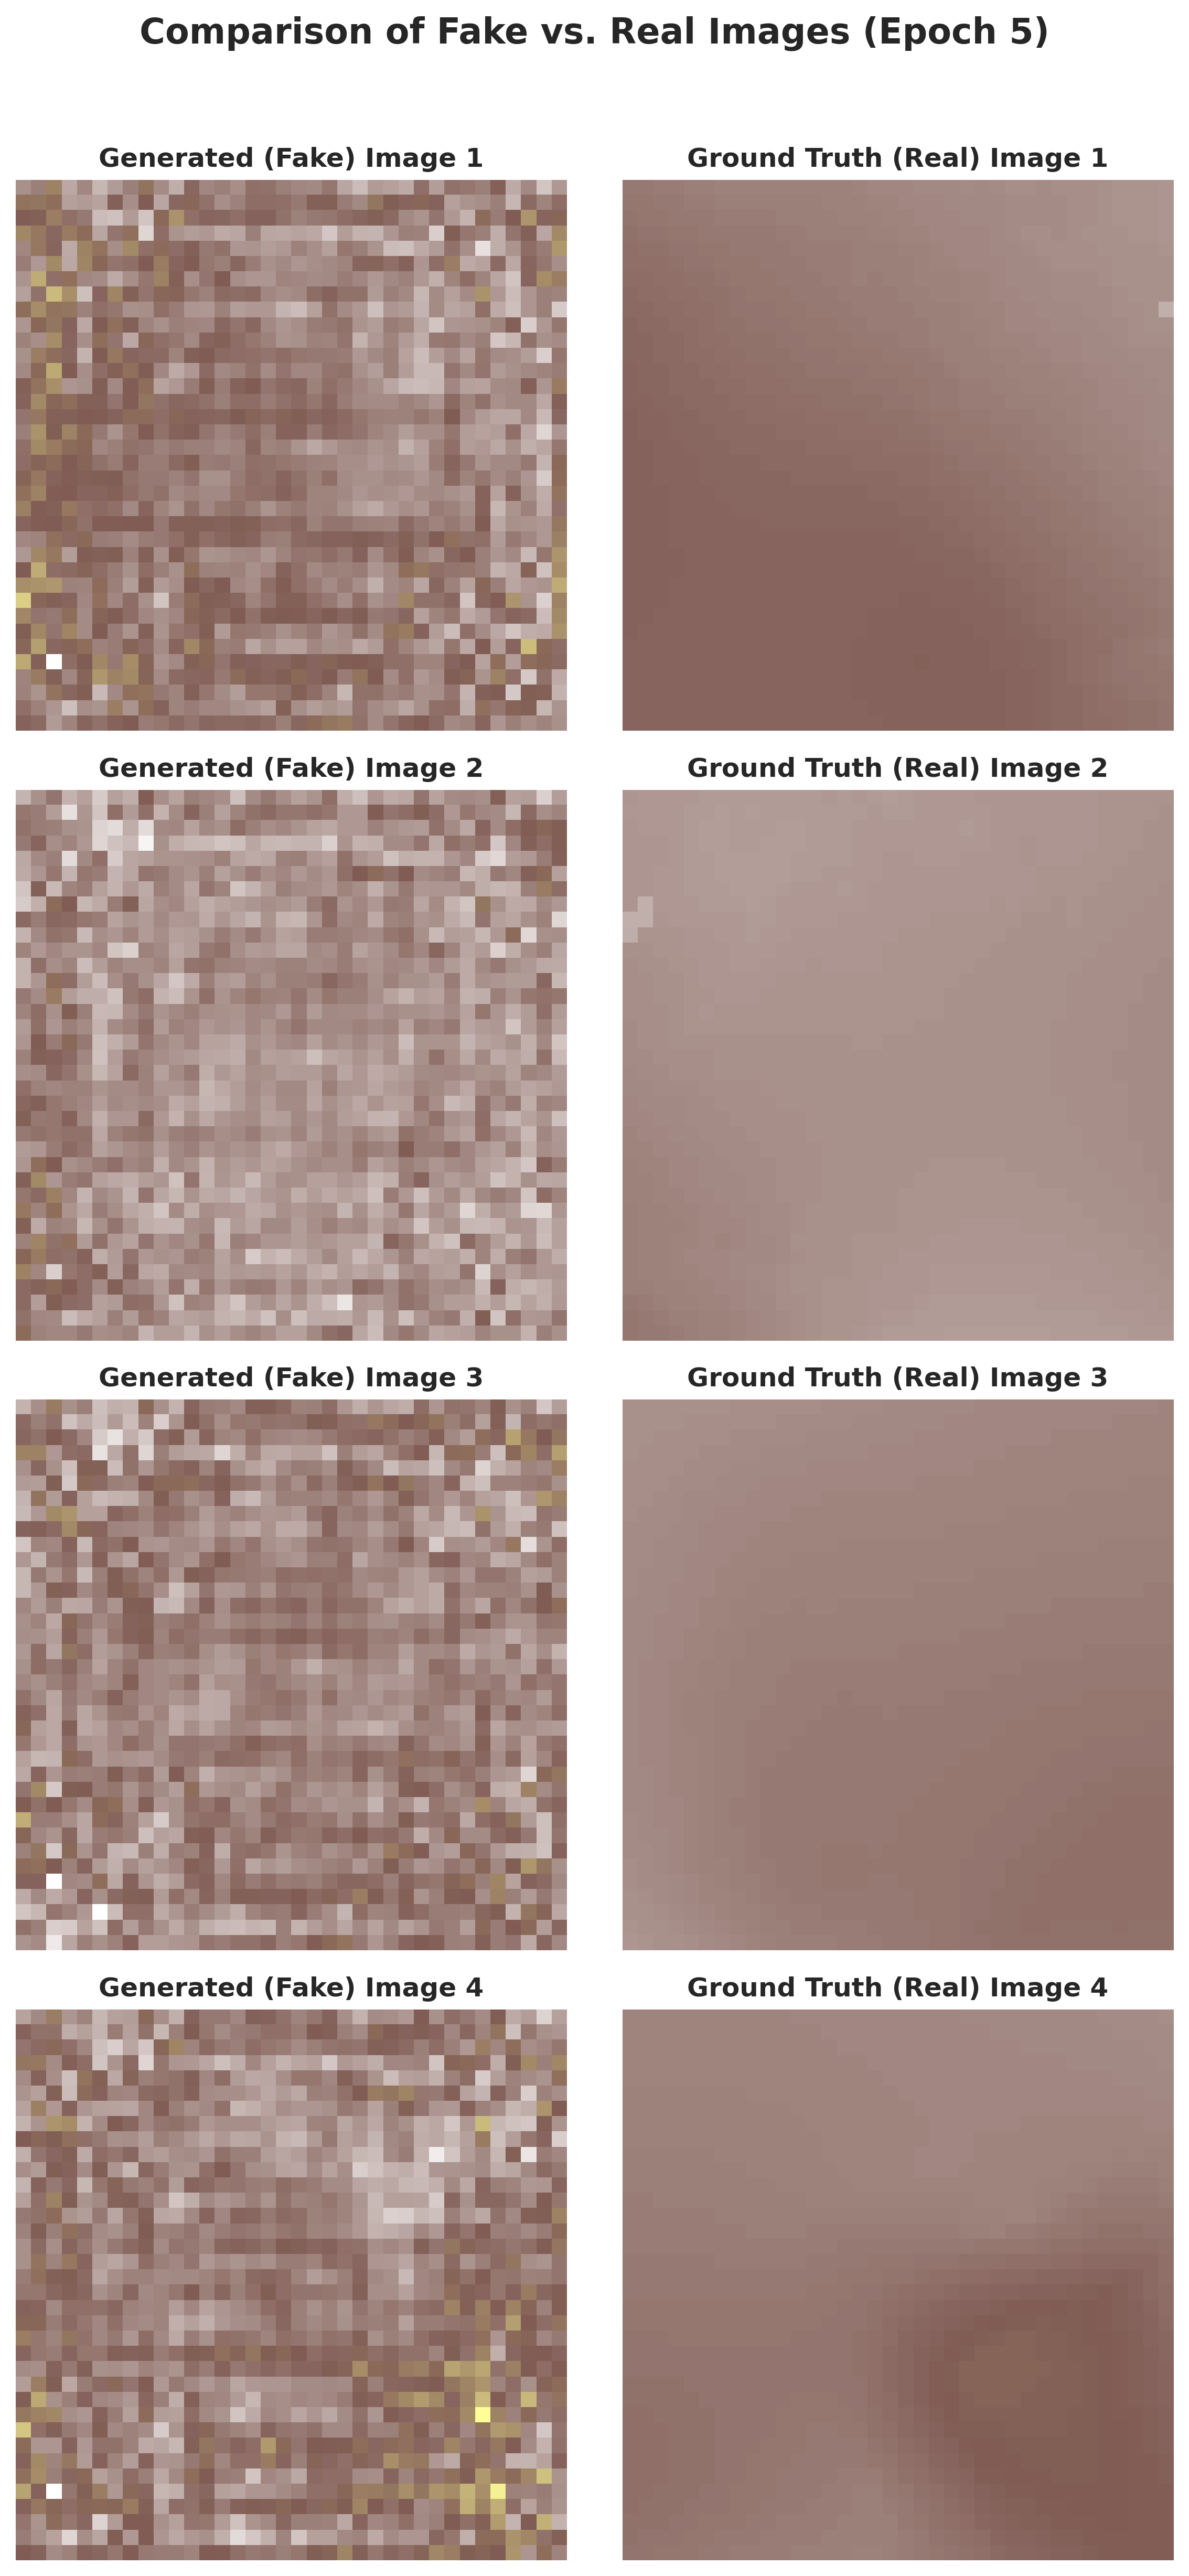 Comparison of Fake vs. Real Images (Epoch 5)
Generated (Fake) Image 1
Ground Truth (Real) Image 1
Generated (Fake) Image 2
Ground Truth (Real) Image 2
Generated (Fake) Image 3
Ground Truth (Real) Image 3
Generated (Fake) Image 4
Ground Truth (Real) Image 4